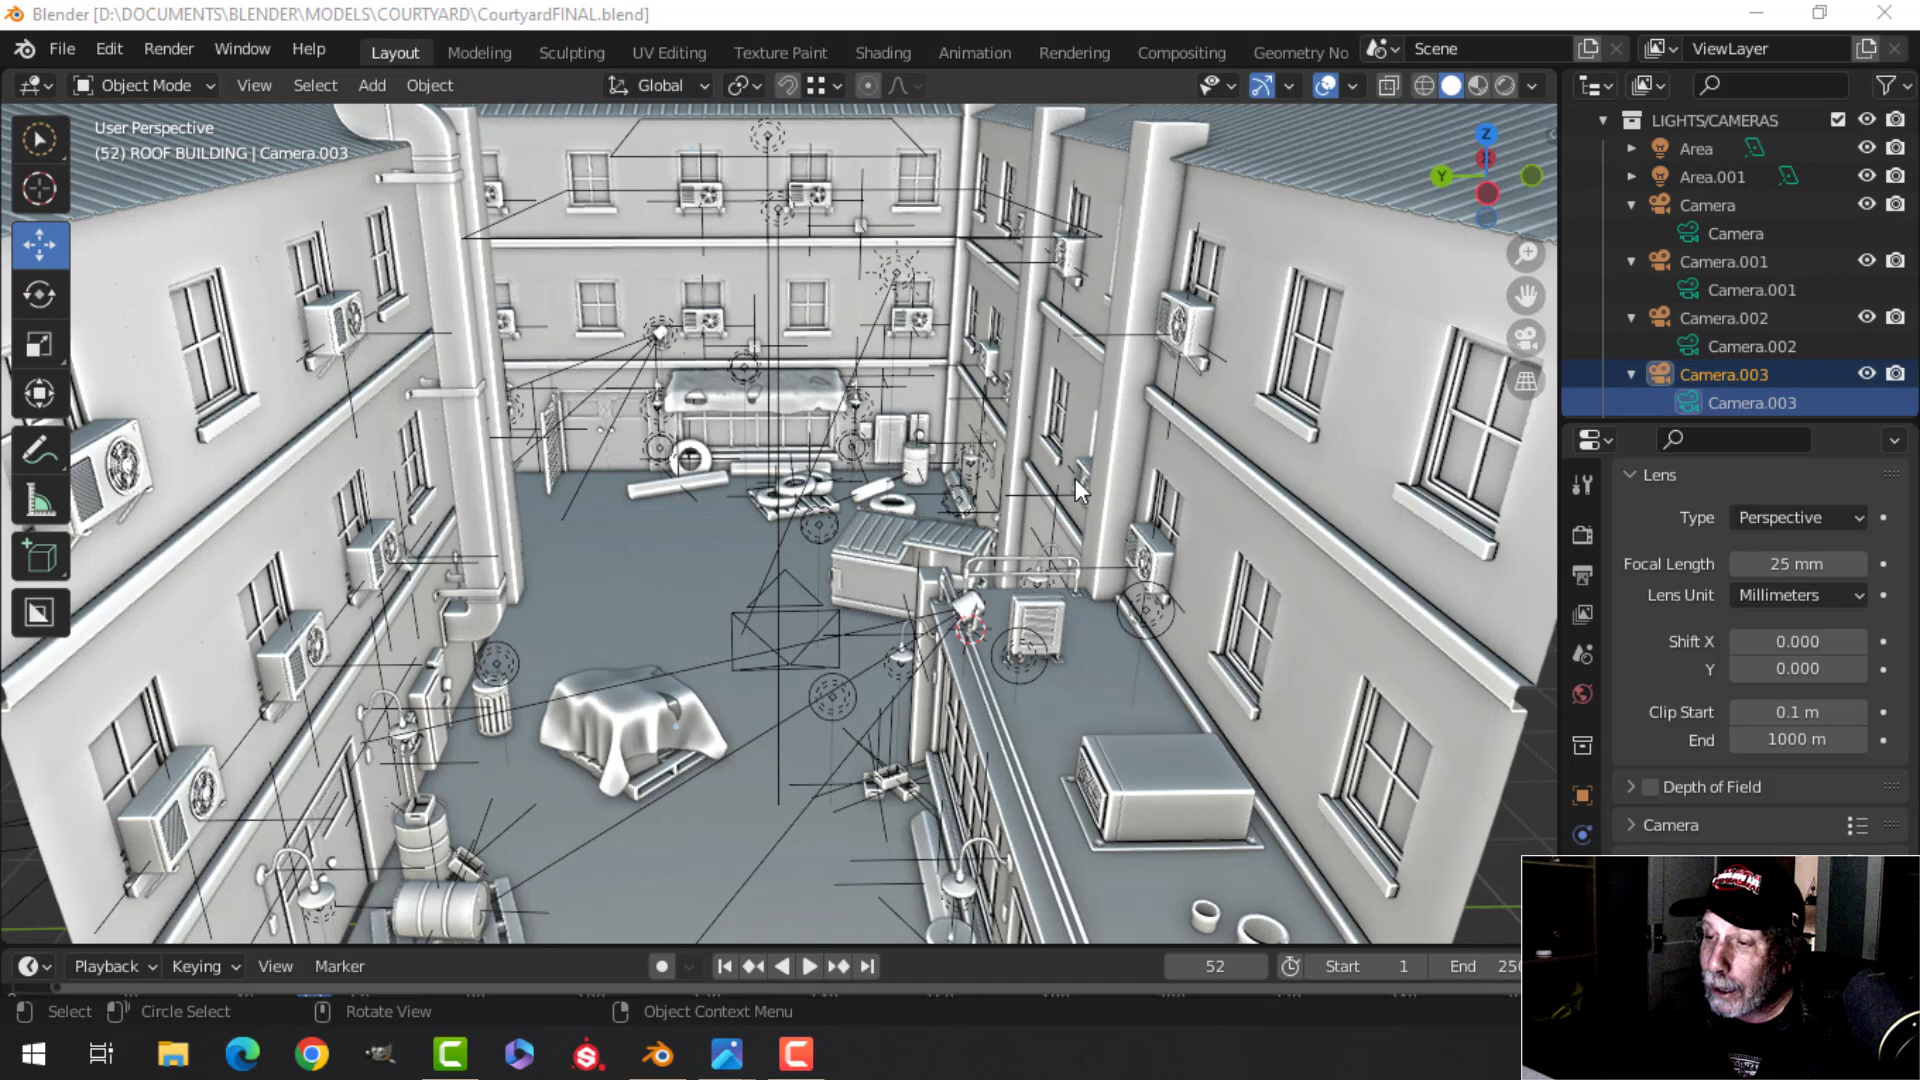 Blender [D:\DOCUMENTS\BLENDER\MODELS\COURTYARD\CourtyardFINAL.blend]
File Edit Render Window Help Layout Modeling Sculpting UV Editing Texture Paint Shading Animation Rendering Compositing Geometry No Scene ViewLayer
Object Mode View Select Add Object Global
User Perspective
(52) ROOF BUILDING | Camera.003
Z
Y
LIGHTS/CAMERAS
Area
Area.001
Camera
Camera
Camera.001
Camera.001
Camera.002
Camera.002
Camera.003
Camera.003
Lens
Type Perspective
Focal Length 25 mm
Lens Unit Millimeters
Shift X 0.000
Y 0.000
Clip Start 0.1 m
End 1000 m
Depth of Field
Camera
Playback Keying View Marker 52 Start 1 End 250
Select Circle Select Rotate View Object Context Menu